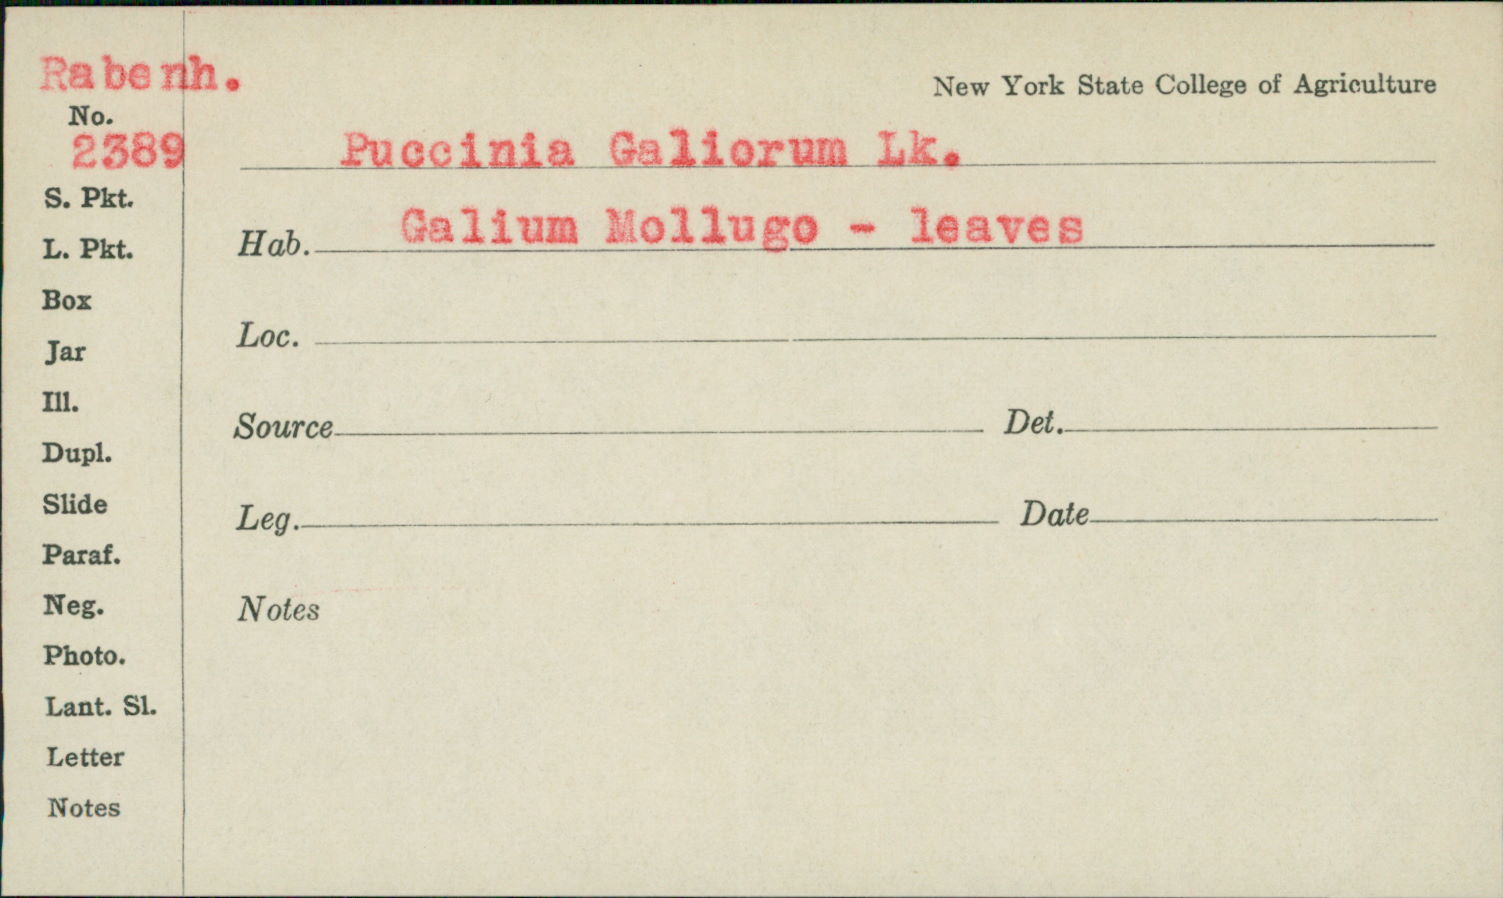 Rabenh.
New York State College of Agriculture
No.
2389
Puccinia Galiorum Lk.
S. Pkt.
Hab. Galium Mollugo - leaves
L. Pkt.
Box
Loc.
Jar
Ill.
Source Det.
Dupl.
Slide
Leg. Date
Paraf.
Neg.
Notes
Photo.
Lant. Sl.
Letter
Notes